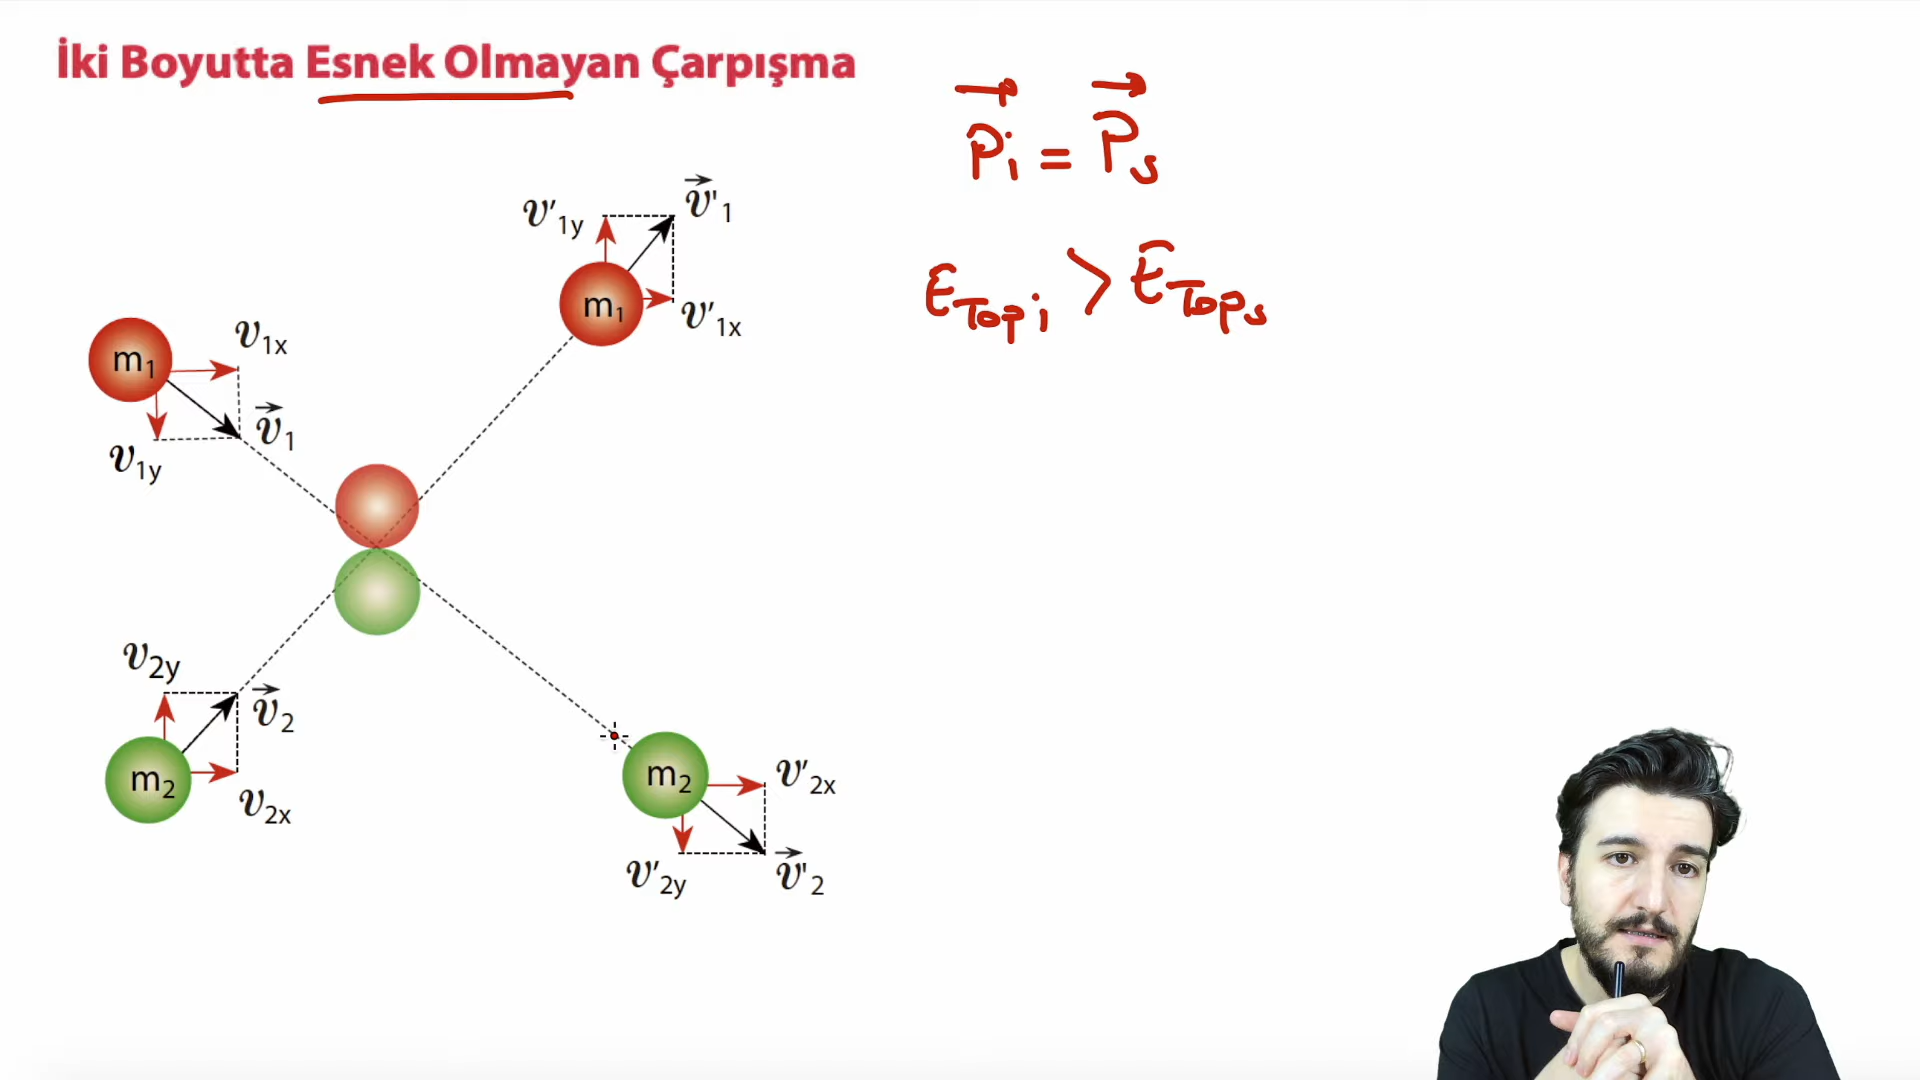 İki Boyutta Esnek Olmayan Çarpışma
P⃗i = P⃗s
ETopi > ETops
v'1y
v⃗'1
m1
v'1x
m1
v1x
v⃗1
v1y
v2y
v⃗2
m2
v2x
m2
v'2x
v'2y
v⃗'2